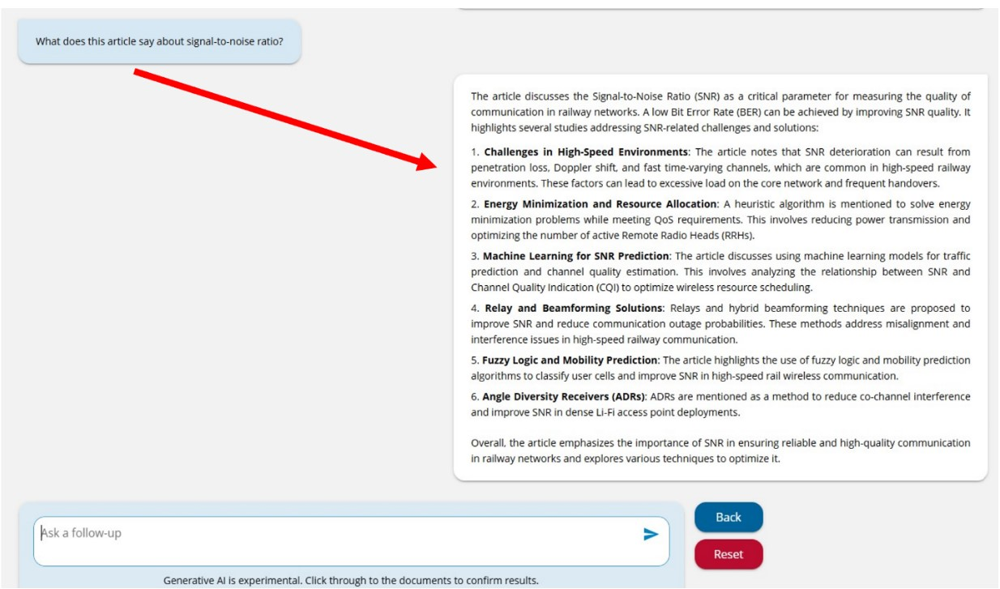 What does this article say about signal-to-noise ratio?
The article discusses the Signal-to-Noise Ratio (SNR) as a critical parameter for measuring the quality of
communication in railway networks. A low Bit Error Rate (BER) can be achieved by improving SNR quality. It
highlights several studies addressing SNR-related challenges and solutions:
1. Challenges in High-Speed Environments: The article notes that SNR deterioration can result from
penetration loss, Doppler shift, and fast time-varying channels, which are common in high-speed railway
environments. These factors can lead to excessive load on the core network and frequent handovers.
2. Energy Minimization and Resource Allocation: A heuristic algorithm is mentioned to solve energy
minimization problems while meeting QoS requirements. This involves reducing power transmission and
optimizing the number of active Remote Radio Heads (RRHs).
3. Machine Learning for SNR Prediction: The article discusses using machine learning models for traffic
prediction and channel quality estimation. This involves analyzing the relationship between SNR and
Channel Quality Indication (CQI) to optimize wireless resource scheduling.
4. Relay and Beamforming Solutions: Relays and hybrid beamforming techniques are proposed to
improve SNR and reduce communication outage probabilities. These methods address misalignment and
interference issues in high-speed railway communication.
5. Fuzzy Logic and Mobility Prediction: The article highlights the use of fuzzy logic and mobility prediction
algorithms to classify user cells and improve SNR in high-speed rail wireless communication.
6. Angle Diversity Receivers (ADRs): ADRs are mentioned as a method to reduce co-channel interference
and improve SNR in dense Li-Fi access point deployments.
Overall, the article emphasizes the importance of SNR in ensuring reliable and high-quality communication
in railway networks and explores various techniques to optimize it.
Ask a follow-up
Back
Reset
Generative AI is experimental. Click through to the documents to confirm results.